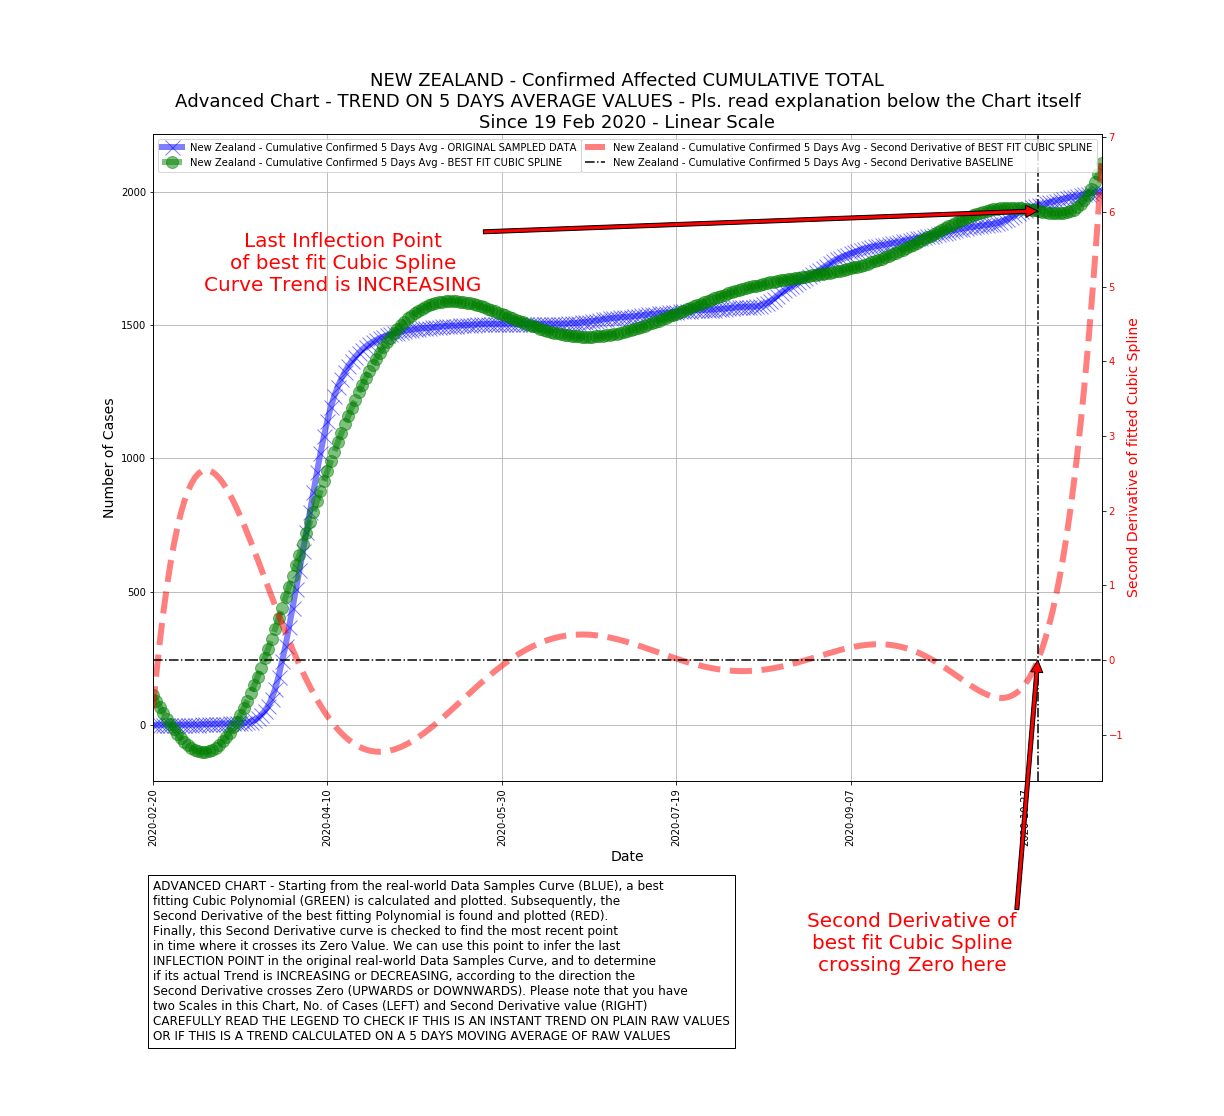 NEW ZEALAND - Confirmed Affected CUMULATIVE TOTAL
Advanced Chart - TREND ON 5 DAYS AVERAGE VALUES - Pls. read explanation below the Chart itself
Since 19 Feb 2020 - Linear Scale
New Zealand - Cumulative Confirmed 5 Days Avg - ORIGINAL SAMPLED DATA
New Zealand - Cumulative Confirmed 5 Days Avg - BEST FIT CUBIC SPLINE
New Zealand - Cumulative Confirmed 5 Days Avg - Second Derivative of BEST FIT CUBIC SPLINE
New Zealand - Cumulative Confirmed 5 Days Avg - Second Derivative BASELINE
Last Inflection Point
of best fit Cubic Spline
Curve Trend is INCREASING
Number of Cases
2000
1500
1000
500
0
7
6
5
4
3
2
1
0
−1
Second Derivative of fitted Cubic Spline
2020-02-20
2020-04-10
2020-05-30
2020-07-19
2020-09-07
2020-10-27
Date
ADVANCED CHART - Starting from the real-world Data Samples Curve (BLUE), a best
fitting Cubic Polynomial (GREEN) is calculated and plotted. Subsequently, the
Second Derivative of the best fitting Polynomial is found and plotted (RED).
Finally, this Second Derivative curve is checked to find the most recent point
in time where it crosses its Zero Value. We can use this point to infer the last
INFLECTION POINT in the original real-world Data Samples Curve, and to determine
if its actual Trend is INCREASING or DECREASING, according to the direction the
Second Derivative crosses Zero (UPWARDS or DOWNWARDS). Please note that you have
two Scales in this Chart, No. of Cases (LEFT) and Second Derivative value (RIGHT)
CAREFULLY READ THE LEGEND TO CHECK IF THIS IS AN INSTANT TREND ON PLAIN RAW VALUES
OR IF THIS IS A TREND CALCULATED ON A 5 DAYS MOVING AVERAGE OF RAW VALUES
Second Derivative of
best fit Cubic Spline
crossing Zero here